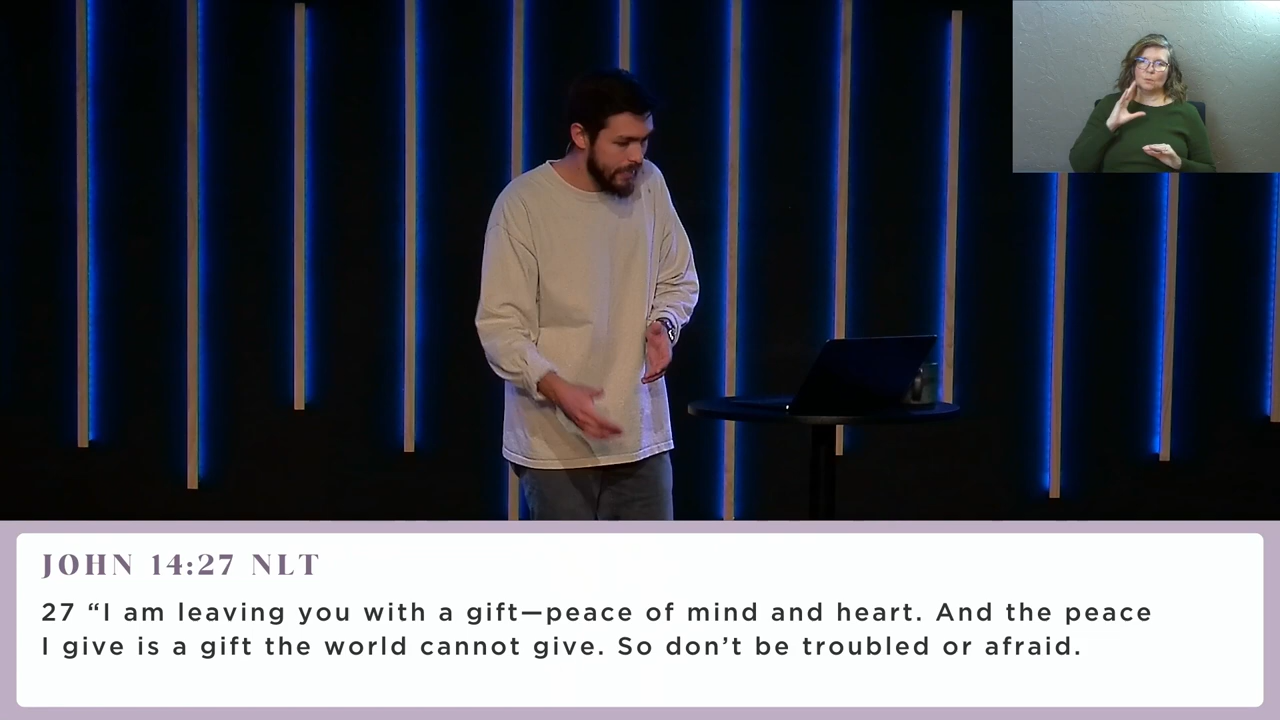 JOHN 14:27 NLT
27 “I am leaving you with a gift—peace of mind and heart. And the peace
I give is a gift the world cannot give. So don’t be troubled or afraid.